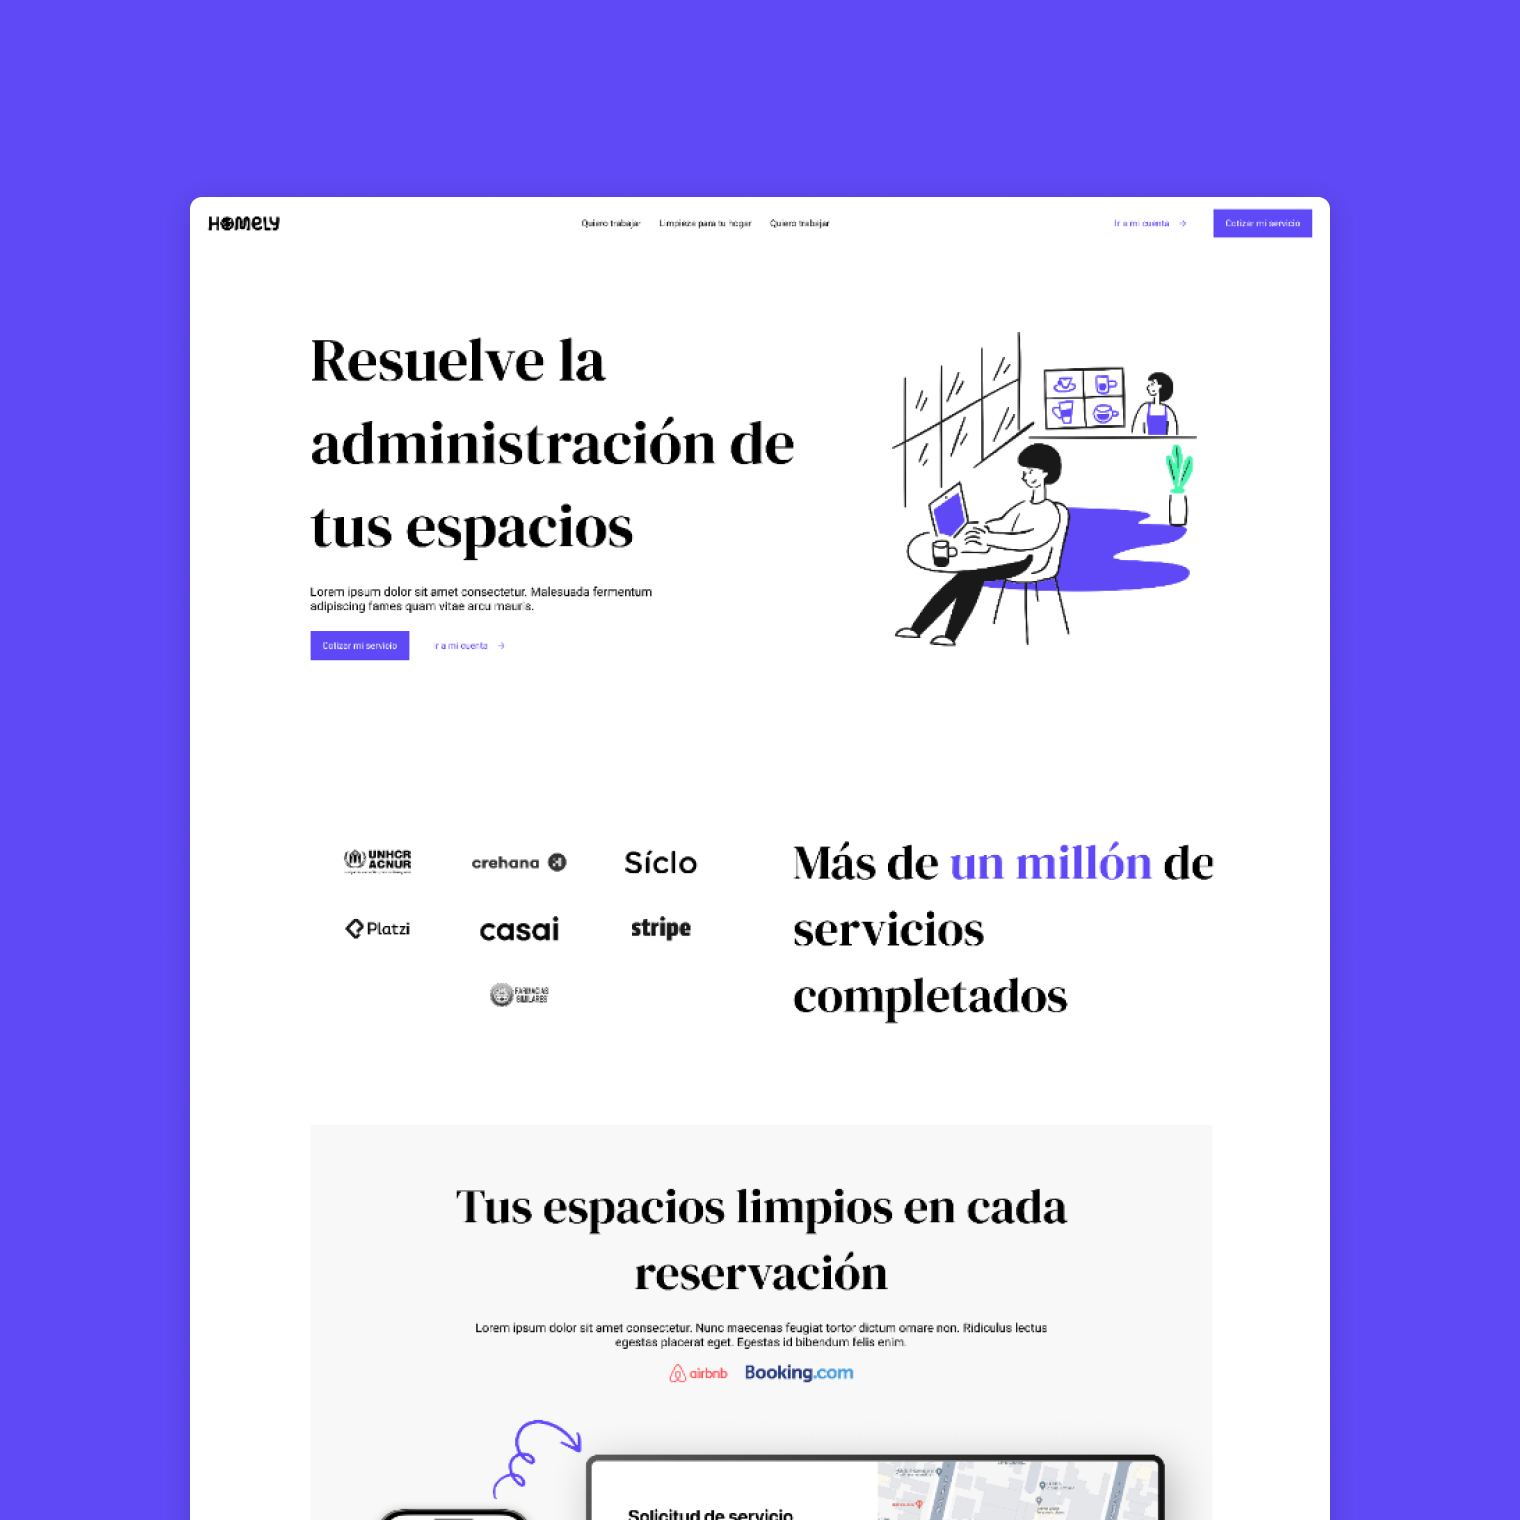 HOMELY
Quiero trabajar Limpieza para tu hogar Quiero trabajar Ir a mi cuenta → Cotizar mi servicio
Resuelve la
administración de
tus espacios
Lorem ipsum dolor sit amet consectetur. Malesuada fermentum
adipiscing fames quam vitae arcu mauris.
Cotizar mi servicio Ir a mi cuenta →
UNHCR
ACNUR
crehana
Síclo
Platzi
casai
stripe
FARMACIAS
SIMILARES
Más de un millón de
servicios
completados
Tus espacios limpios en cada
reservación
Lorem ipsum dolor sit amet consectetur. Nunc maecenas feugiat tortor dictum ornare non. Ridiculus lectus
egestas placerat eget. Egestas id bibendum felis enim.
airbnb Booking.com
Solicitud de servicio